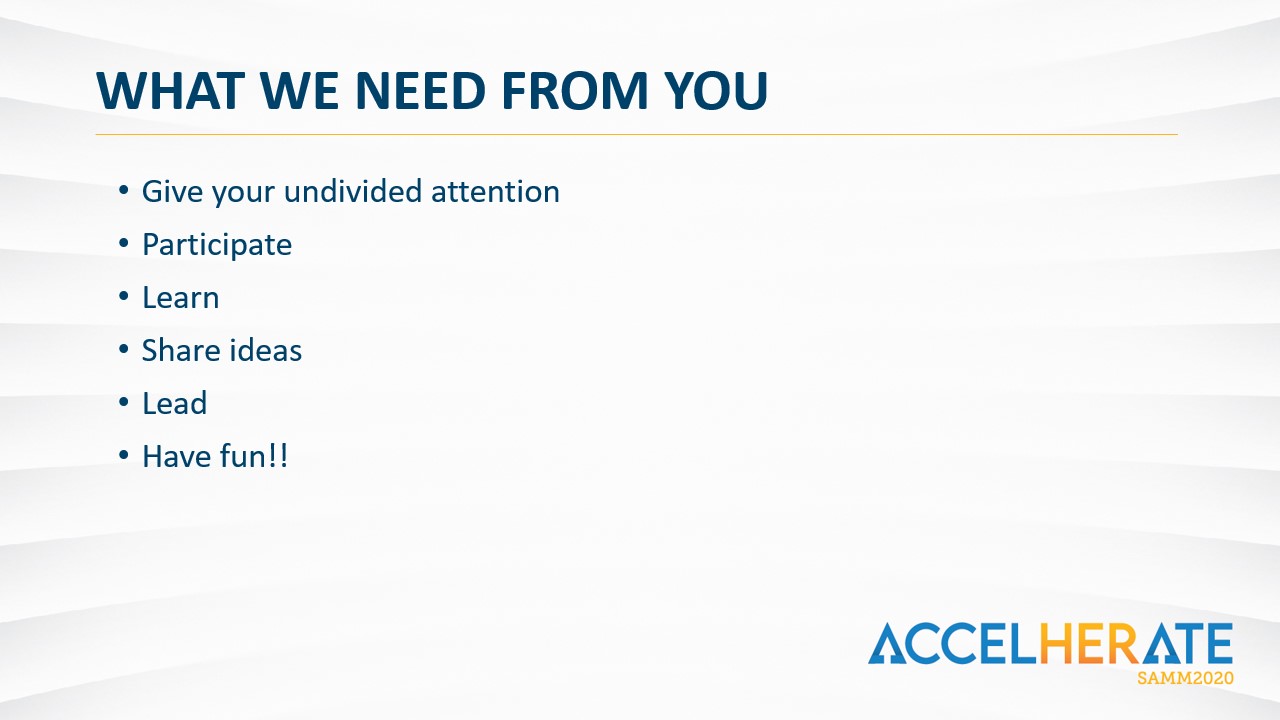 WHAT WE NEED FROM YOU
• Give your undivided attention
• Participate
• Learn
• Share ideas
• Lead
• Have fun!!
ACCELHERATE
SAMM2020